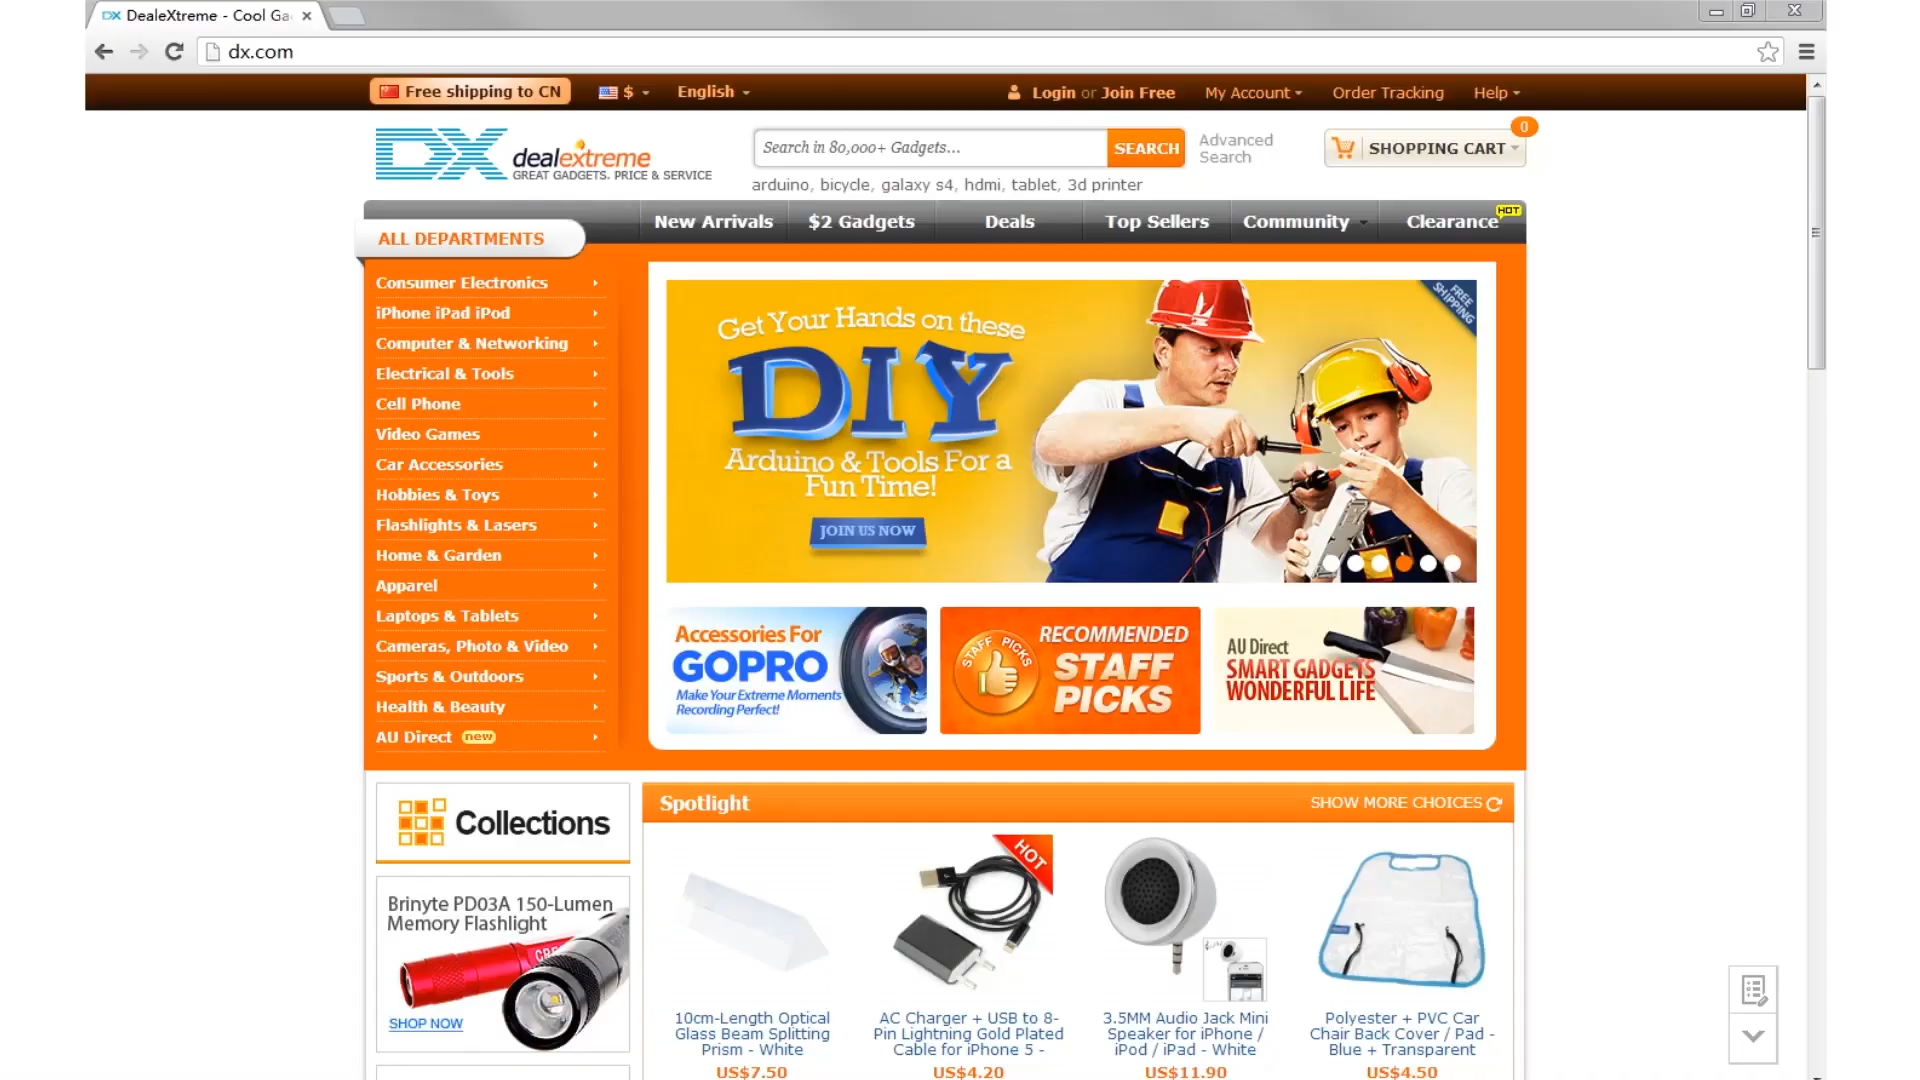 DX DealeXtreme - Cool Ga
dx.com
Free shipping to CN
$
English
Login or Join Free
My Account
Order Tracking
Help
DX
dealextreme
GREAT GADGETS. PRICE & SERVICE
Search in 80,000+ Gadgets...
SEARCH
Advanced
Search
SHOPPING CART
0
arduino, bicycle, galaxy s4, hdmi, tablet, 3d printer
ALL DEPARTMENTS
New Arrivals
$2 Gadgets
Deals
Top Sellers
Community
Clearance
HOT
Consumer Electronics
iPhone iPad iPod
Computer & Networking
Electrical & Tools
Cell Phone
Video Games
Car Accessories
Hobbies & Toys
Flashlights & Lasers
Home & Garden
Apparel
Laptops & Tablets
Cameras, Photo & Video
Sports & Outdoors
Health & Beauty
AU Direct new
Get Your Hands on these
DIY
Arduino & Tools For a
Fun Time!
JOIN US NOW
FREE
SHIPPING
Accessories For
GOPRO
Make Your Extreme Moments
Recording Perfect!
STAFF PICKS
RECOMMENDED
STAFF
PICKS
AU Direct
SMART GADGETS
WONDERFUL LIFE
Collections
Brinyte PD03A 150-Lumen
Memory Flashlight
CRE
SHOP NOW
Spotlight
SHOW MORE CHOICES
HOT
10cm-Length Optical
Glass Beam Splitting
Prism - White
US$7.50
AC Charger + USB to 8-
Pin Lightning Gold Plated
Cable for iPhone 5 -
US$4.20
3.5MM Audio Jack Mini
Speaker for iPhone /
iPod / iPad - White
US$11.90
Polyester + PVC Car
Chair Back Cover / Pad -
Blue + Transparent
US$4.50